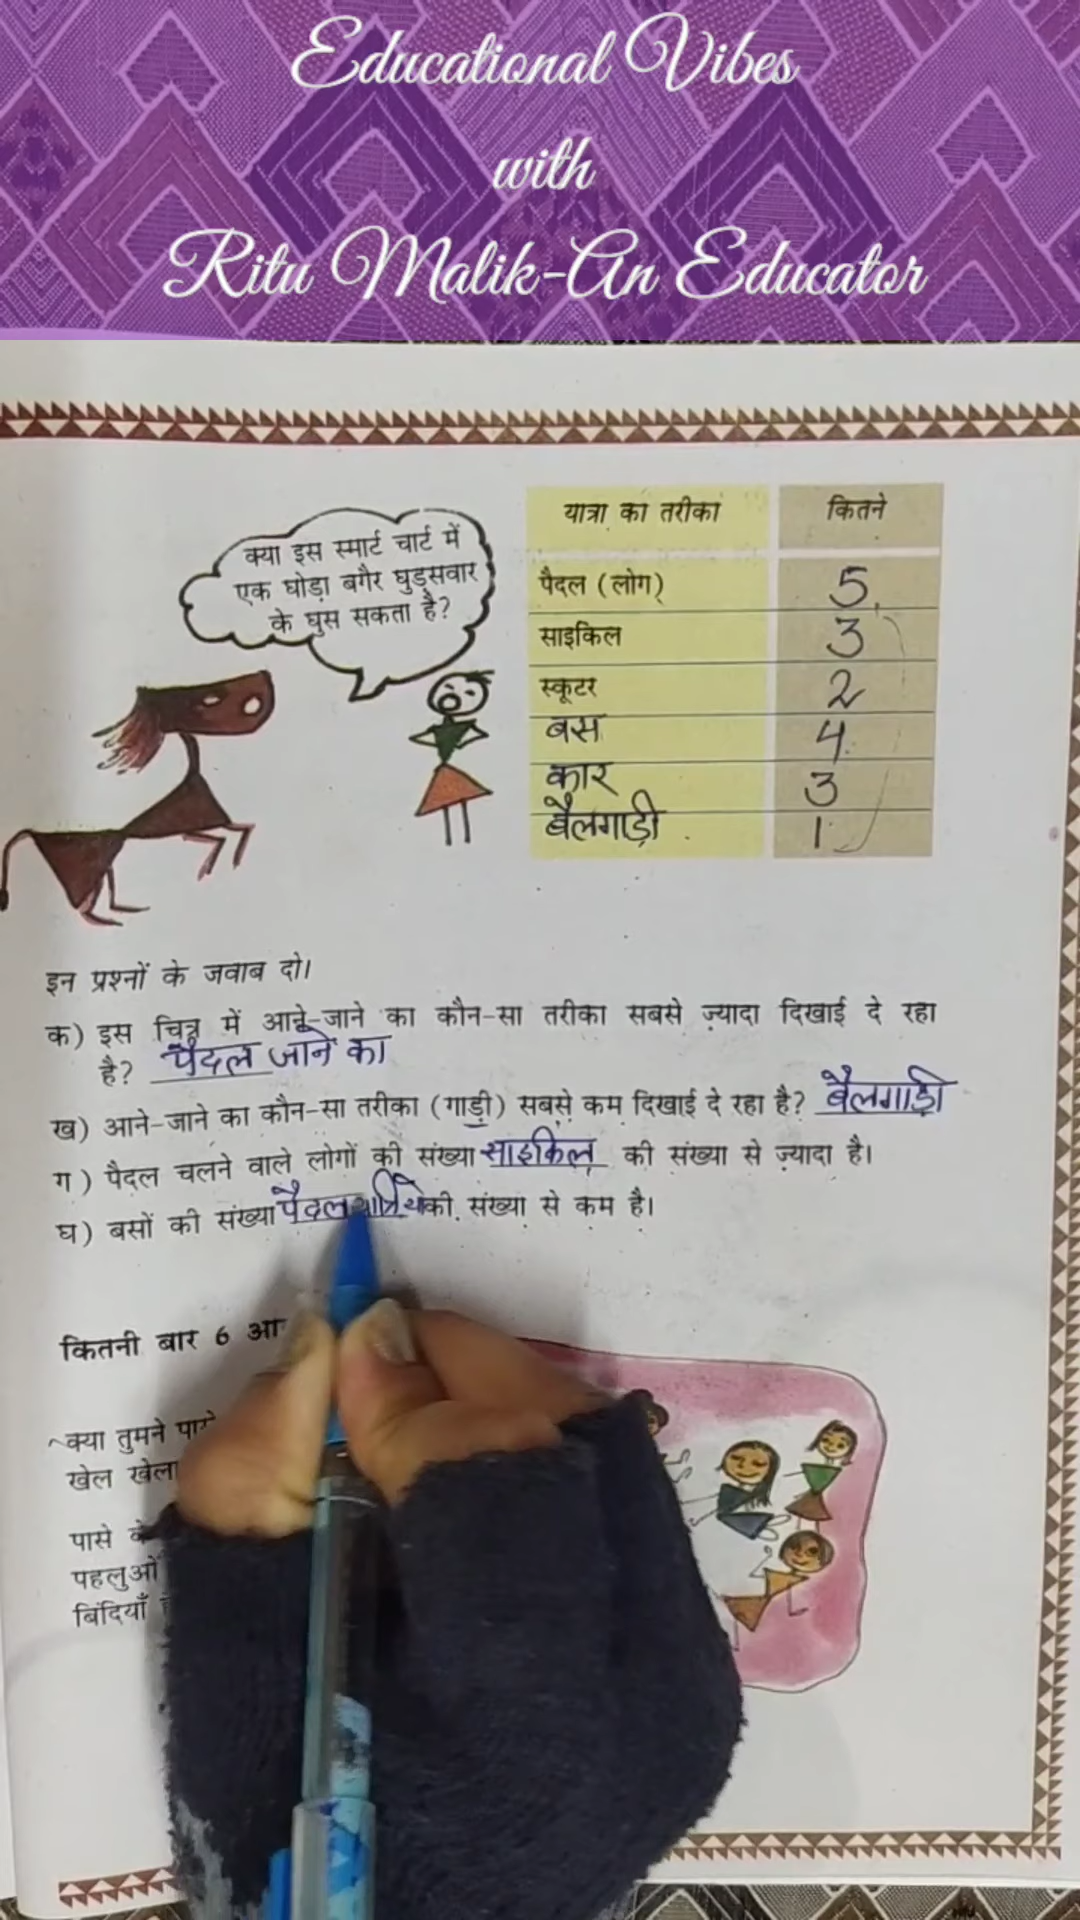 Educational Vibes
with
Ritu Malik-An Educator
क्या इस स्मार्ट चार्ट में
एक घोड़ा बगैर घुड़सवार
के घुस सकता है?
यात्रा का तरीका कितने
पैदल (लोग) 5
साइकिल 3
स्कूटर 2
बस 4
कार 3
बैलगाड़ी 1
इन प्रश्नों के जवाब दो।
क) इस चित्र में आने-जाने का कौन-सा तरीका सबसे ज़्यादा दिखाई दे रहा
है? पैदल जाने का
ख) आने-जाने का कौन-सा तरीका (गाड़ी) सबसे कम दिखाई दे रहा है? बैलगाड़ी
ग) पैदल चलने वाले लोगों की संख्या साइकिल की संख्या से ज़्यादा है।
घ) बसों की संख्या पैदल की संख्या से कम है।
कितनी बार 6
क्या तुमने
खेल
पासे
पहलुओं
बिंदियाँ